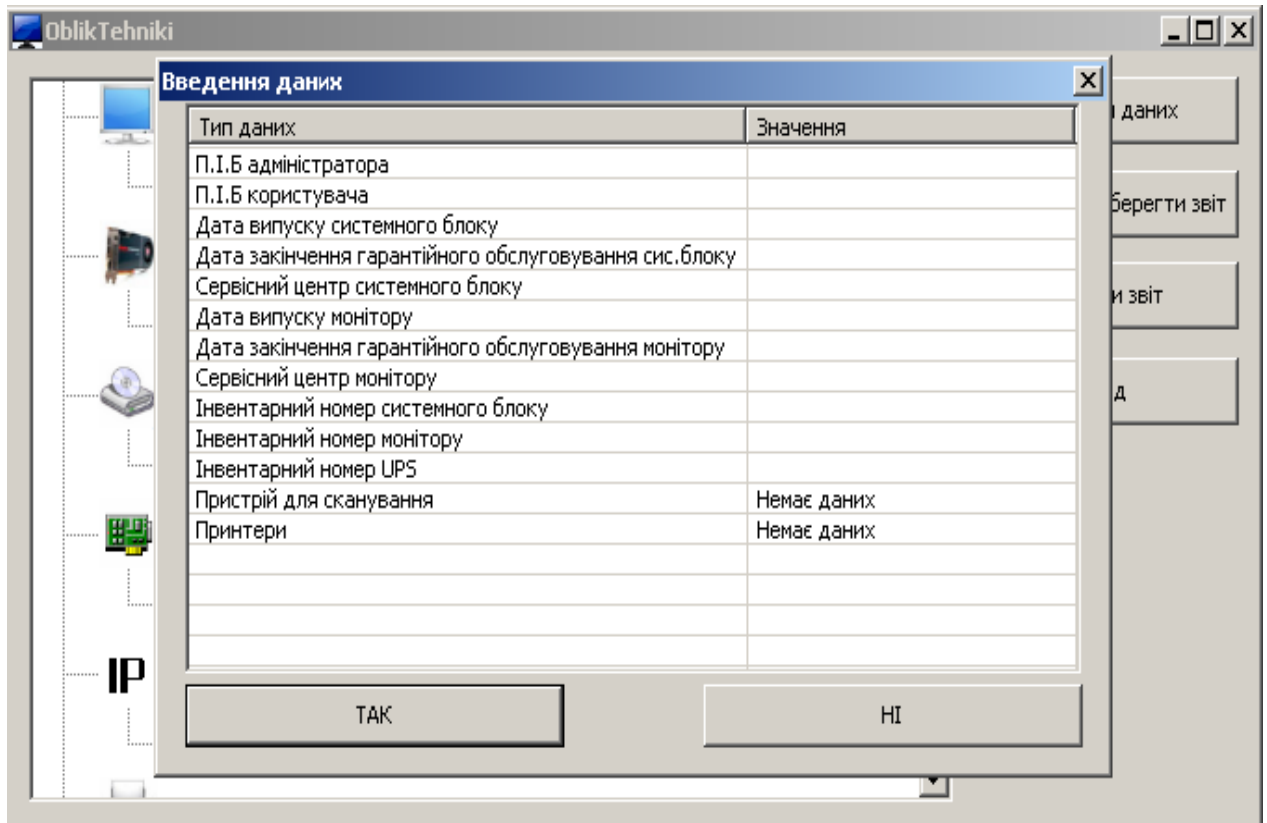 OblikTehniki
Введення даних
даних
Тип даних
Значення
П.І.Б адміністратора
П.І.Б користувача
Дата випуску системного блоку
берегти звіт
Дата закінчення гарантійного обслуговування сис.блоку
Сервісний центр системного блоку
и звіт
Дата випуску монітору
Дата закінчення гарантійного обслуговування монітору
Сервісний центр монітору
д
Інвентарний номер системного блоку
Інвентарний номер монітору
Інвентарний номер UPS
Пристрій для сканування
Немає даних
Принтери
Немає даних
IP
ТАК
НІ